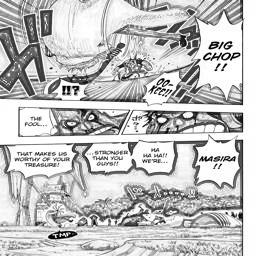 BIG
CHOP
!!
OO-
KEE!!
!!?
THE
FOOL...
MASIRA
!!
HA
HA HA!!
WE'RE...
...STRONGER
THAN YOU
GUYS!!
THAT MAKES US
WORTHY OF YOUR
TREASURE!
TMP